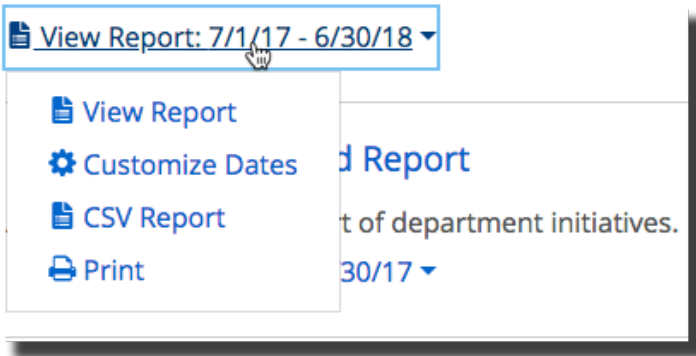 View Report: 7/1/17 - 6/30/18
View Report
Customize Dates
d Report
CSV Report
t of department initiatives.
Print
30/17